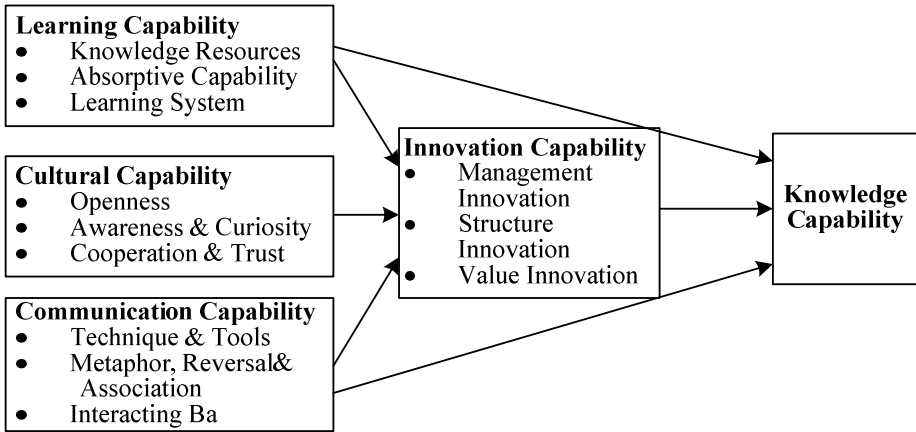 Learning Capability
• Knowledge Resources
• Absorptive Capability
• Learning System
Cultural Capability
• Openness
• Awareness & Curiosity
• Cooperation & Trust
Communication Capability
• Technique & Tools
• Metaphor, Reversal&
Association
• Interacting Ba
Innovation Capability
• Management
Innovation
• Structure
Innovation
• Value Innovation
Knowledge
Capability